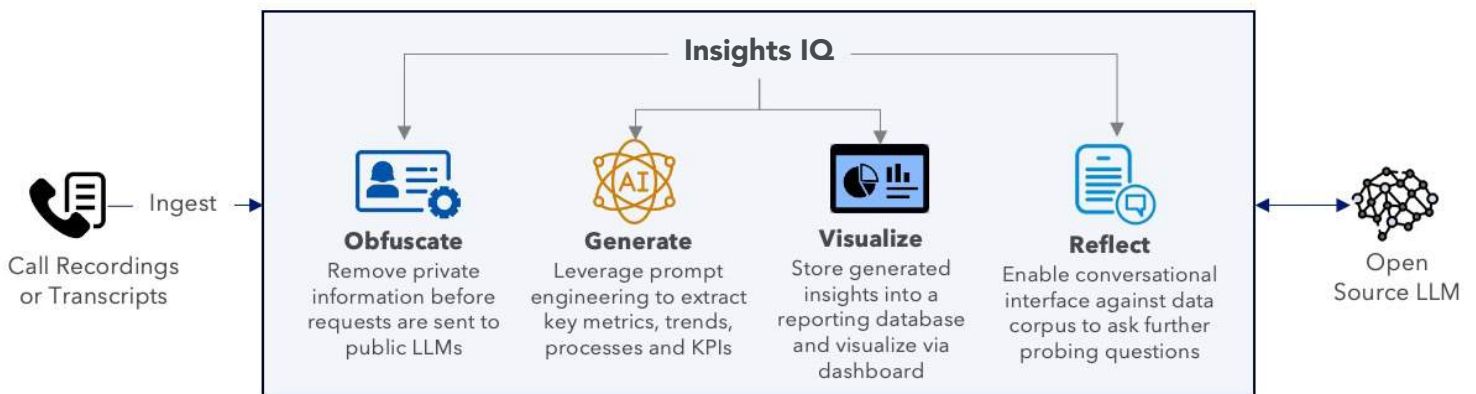 Insights IQ
Ingest
Call Recordings
or Transcripts
Obfuscate
Remove private
information before
requests are sent to
public LLMs
AI
Generate
Leverage prompt
engineering to extract
key metrics, trends,
processes and KPIs
Visualize
Store generated
insights into a
reporting database
and visualize via
dashboard
Reflect
Enable conversational
interface against data
corpus to ask further
probing questions
Open
Source LLM